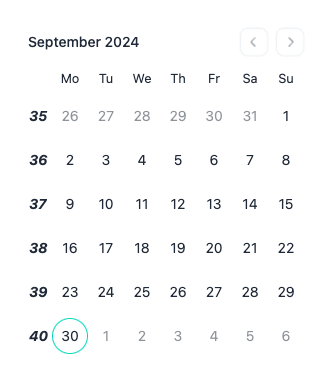 September 2024
Mo Tu We Th Fr Sa Su
35 26 27 28 29 30 31 1
36 2 3 4 5 6 7 8
37 9 10 11 12 13 14 15
38 16 17 18 19 20 21 22
39 23 24 25 26 27 28 29
40 30 1 2 3 4 5 6